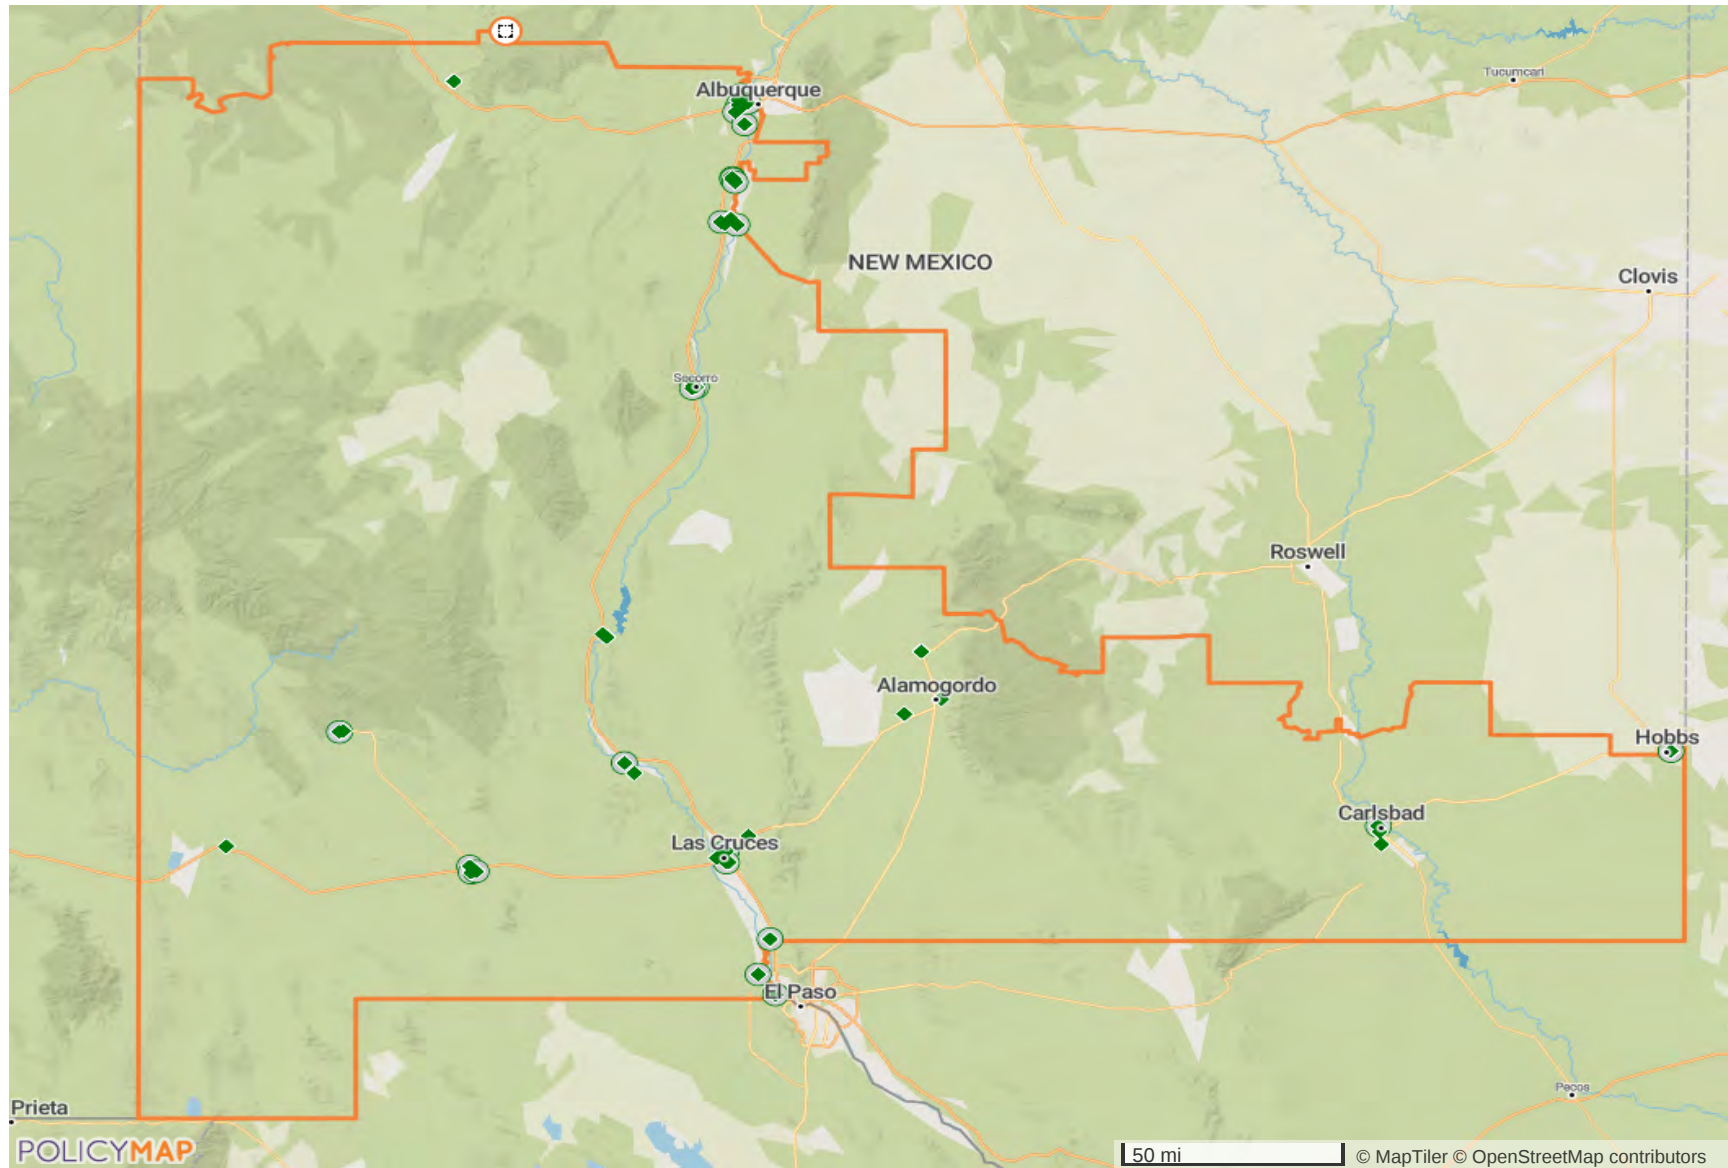 Tucumcari
Albuquerque
NEW MEXICO
Clovis
Socorro
Roswell
Alamogordo
Hobbs
Carlsbad
Las Cruces
El Paso
Pecos
Prieta
POLICYMAP
50 mi
© MapTiler © OpenStreetMap contributors